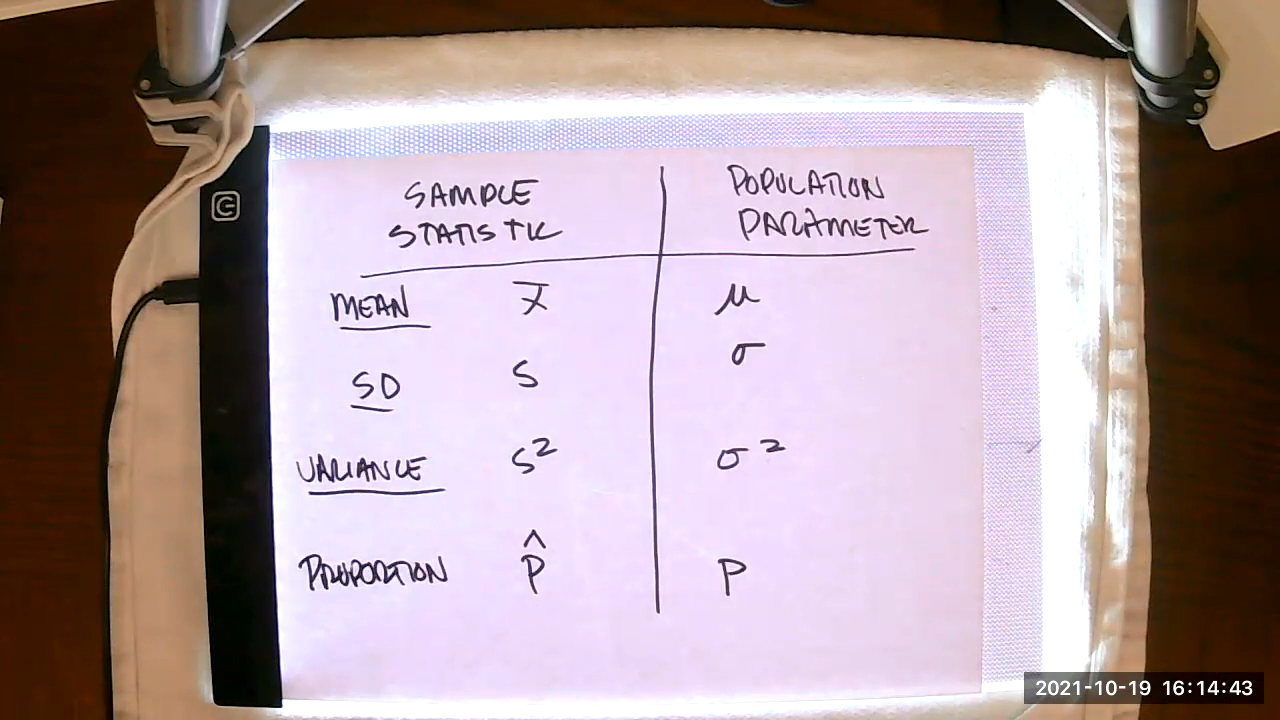 SAMPLE
STATISTIC
POPULATION
PARAMETER
MEAN x̄ μ
SD s σ
VARIANCE s² σ²
PROPORTION p̂ p
2021-10-19 16:14:43